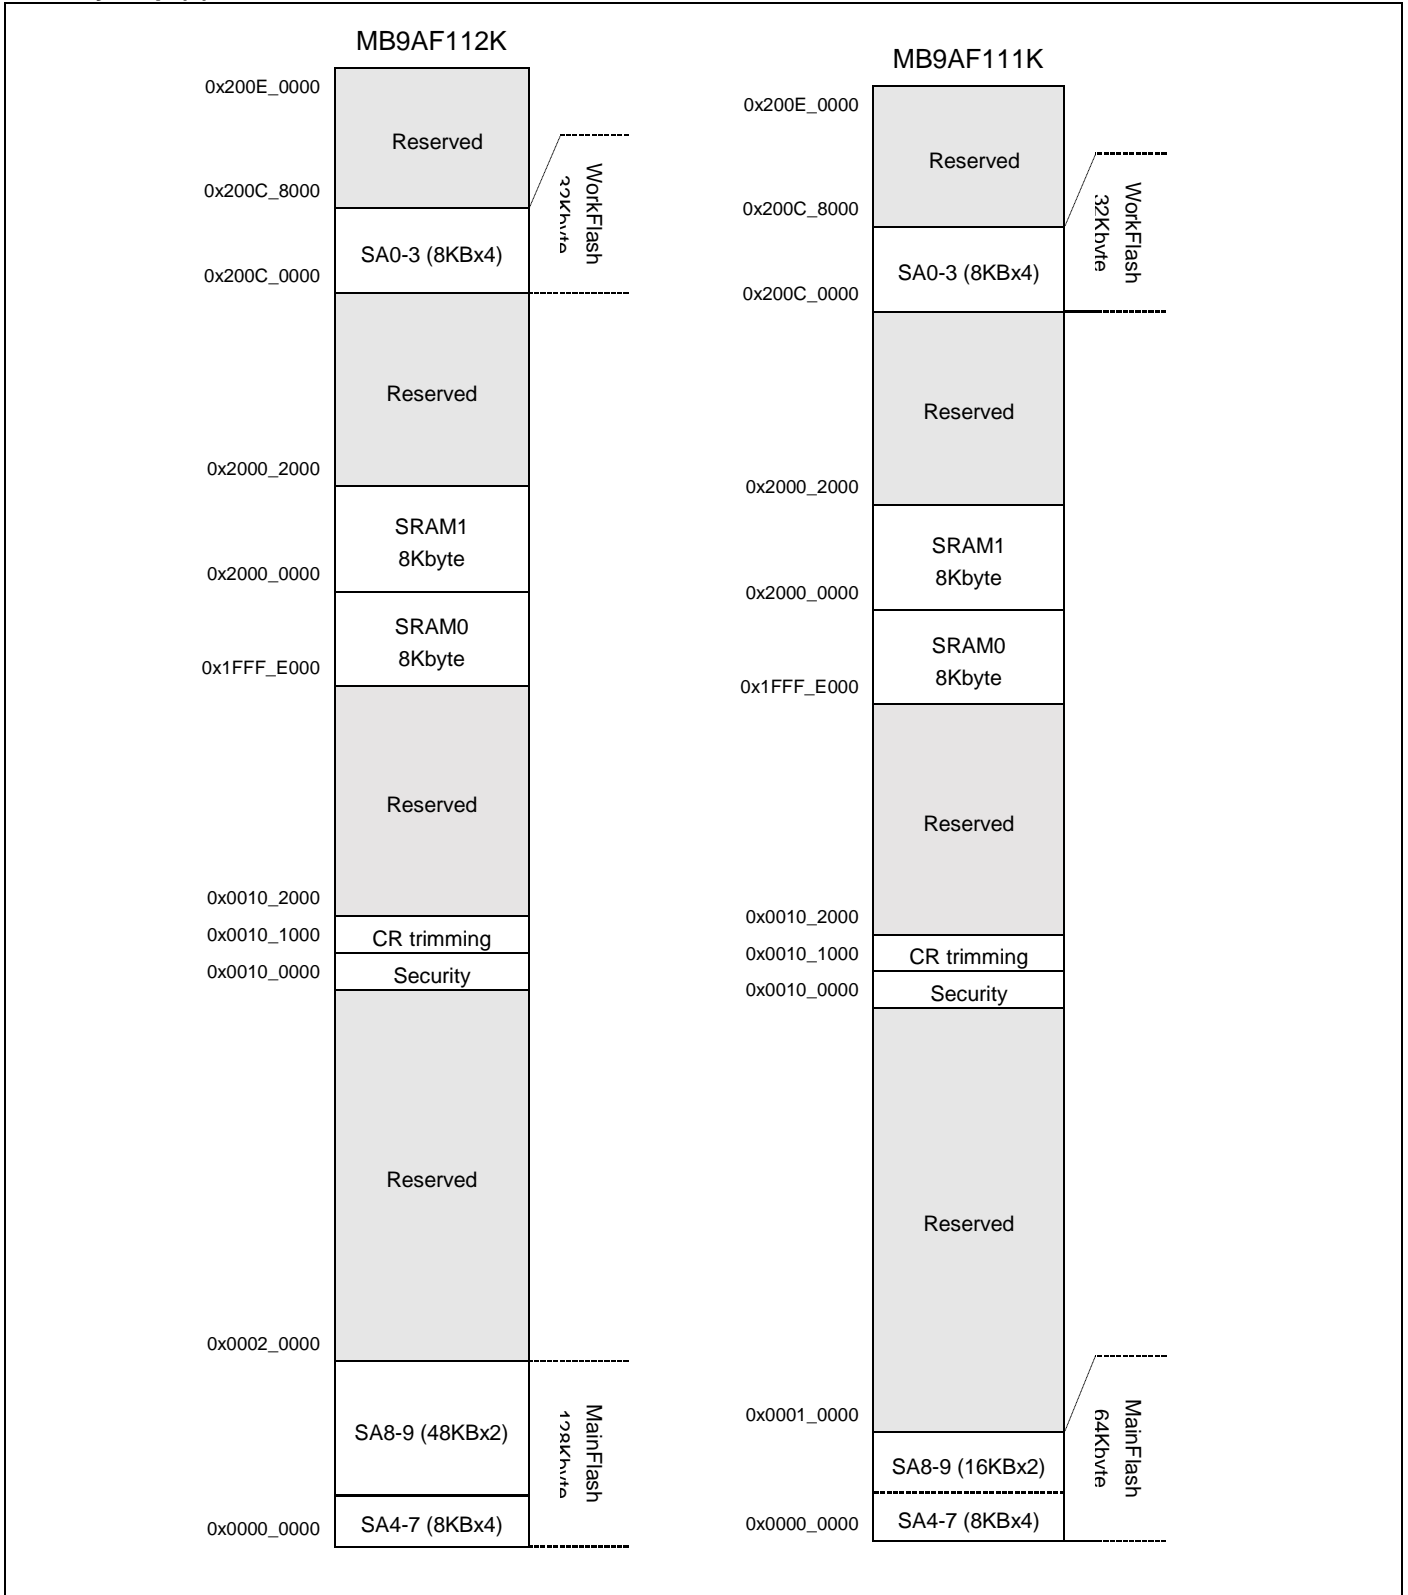 MB9AF112K
0x200E_0000
Reserved
0x200C_8000
WorkFlash
32Kbyte
SA0-3 (8KBx4)
0x200C_0000
Reserved
0x2000_2000
SRAM1
8Kbyte
0x2000_0000
SRAM0
8Kbyte
0x1FFF_E000
Reserved
0x0010_2000
0x0010_1000
CR trimming
0x0010_0000
Security
Reserved
0x0002_0000
SA8-9 (48KBx2)
MainFlash
128Kbyte
0x0000_0000
SA4-7 (8KBx4)
MB9AF111K
0x200E_0000
Reserved
0x200C_8000
WorkFlash
32Kbyte
SA0-3 (8KBx4)
0x200C_0000
Reserved
0x2000_2000
SRAM1
8Kbyte
0x2000_0000
SRAM0
8Kbyte
0x1FFF_E000
Reserved
0x0010_2000
0x0010_1000
CR trimming
0x0010_0000
Security
Reserved
0x0001_0000
SA8-9 (16KBx2)
MainFlash
64Kbyte
0x0000_0000
SA4-7 (8KBx4)